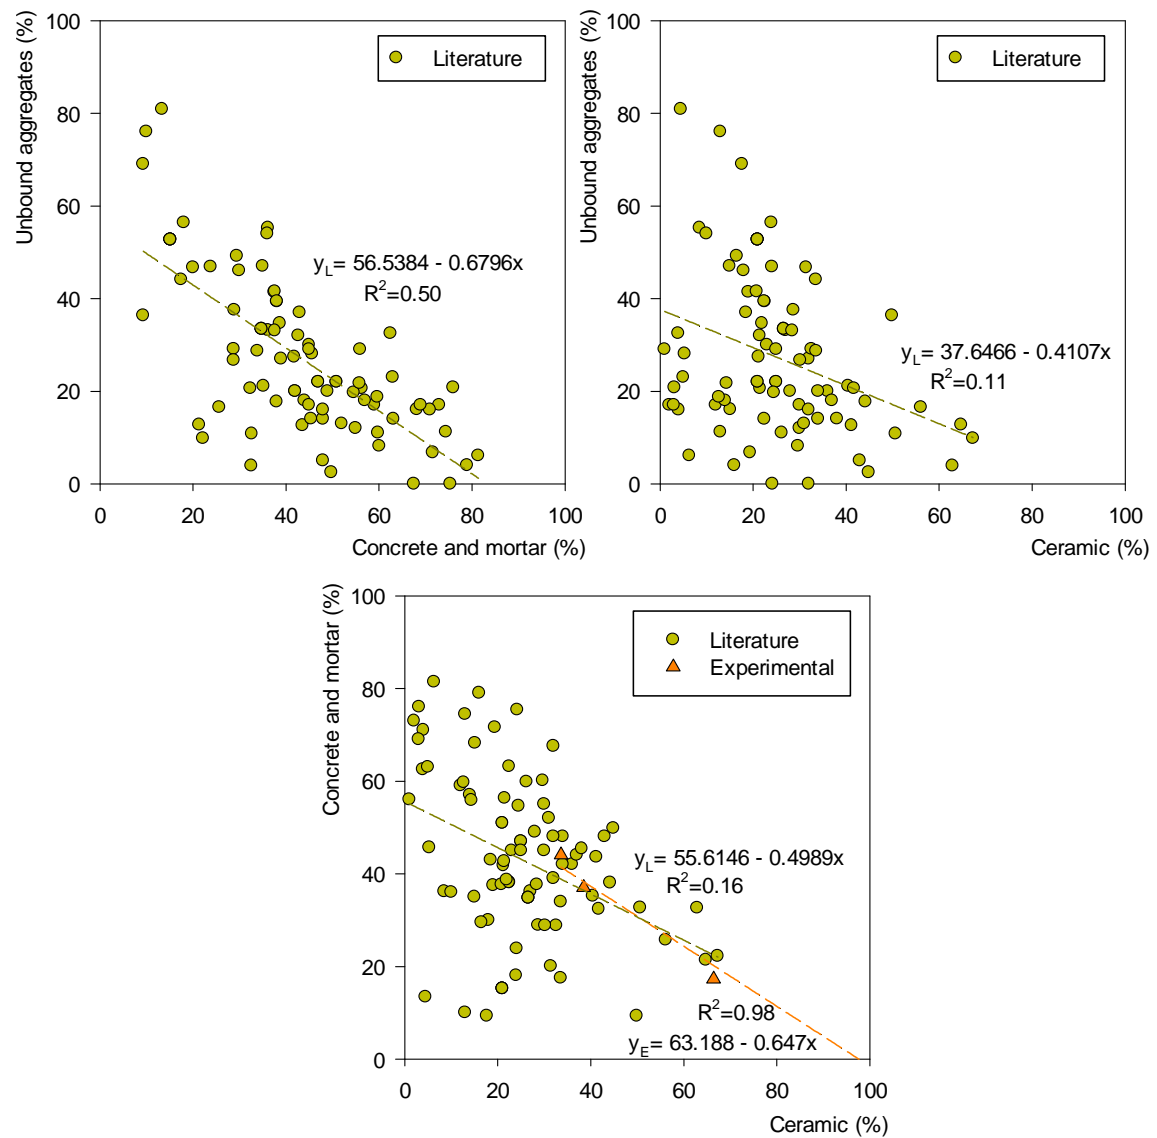 Unbound aggregates (%)
100
80
60
40
20
0
Literature
y_L= 56.5384 - 0.6796x
R²=0.50
0 20 40 60 80 100
Concrete and mortar (%)
Unbound aggregates (%)
100
80
60
40
20
0
Literature
y_L= 37.6466 - 0.4107x
R²=0.11
0 20 40 60 80 100
Ceramic (%)
Concrete and mortar (%)
100
80
60
40
20
0
Literature
Experimental
y_L= 55.6146 - 0.4989x
R²=0.16
R²=0.98
y_E= 63.188 - 0.647x
0 20 40 60 80 100
Ceramic (%)